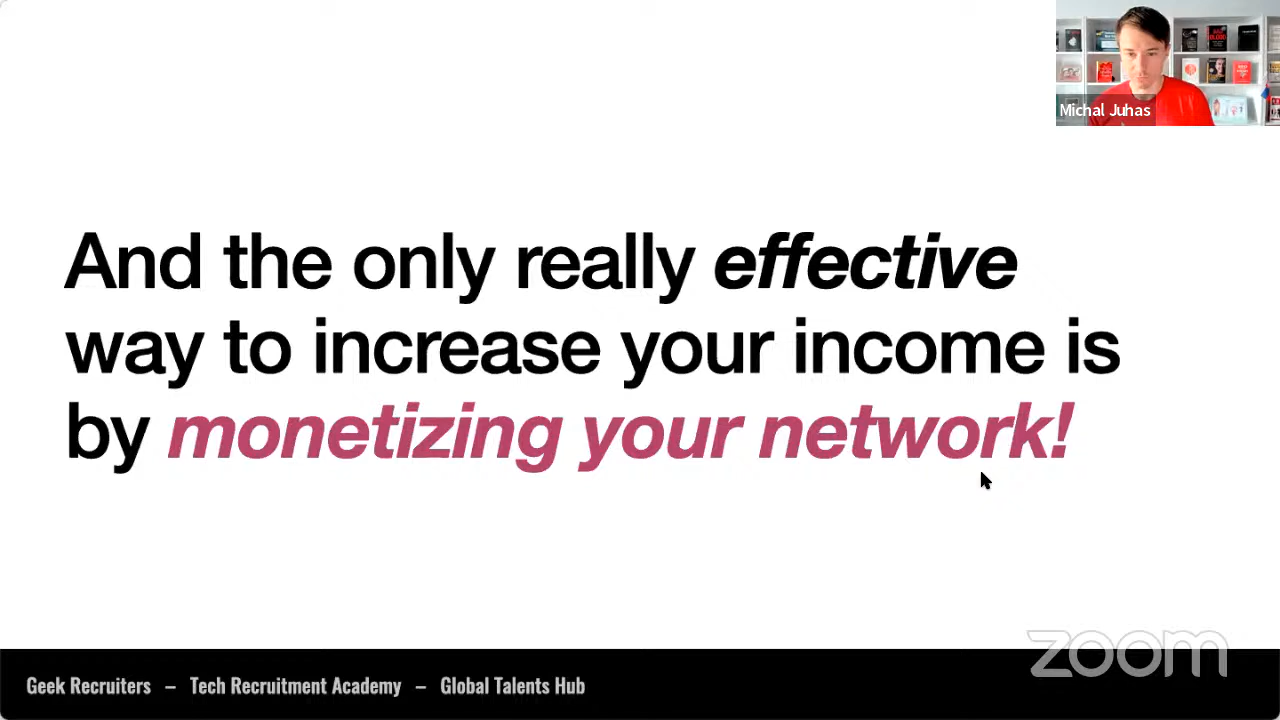 Michal Juhas
And the only really effective
way to increase your income is
by monetizing your network!
zoom
Geek Recruiters – Tech Recruitment Academy – Global Talents Hub